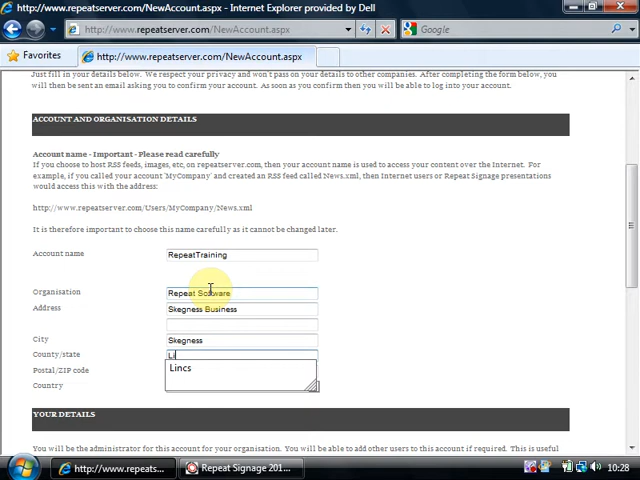 http://www.repeatserver.com/NewAccount.aspx - Internet Explorer provided by Dell
http://www.repeatserver.com/NewAccount.aspx
Google
Favorites
http://www.repeatserver.com/NewAccount.aspx
Just fill in your details below. We respect your privacy and won't pass on your details to other companies. After completing the form below, you
will then be sent an email asking you to confirm your account. As soon as you confirm then you will be able to log into your account.
ACCOUNT AND ORGANISATION DETAILS
Account name - Important - Please read carefully
If you choose to host RSS feeds, images, etc, on repeatserver.com, then your account name is used to access your content over the Internet. For
example, if you called your account 'MyCompany' and created an RSS feed called News.xml, then Internet users or Repeat Signage presentations
would access this with the address:
http://www.repeatserver.com/Users/MyCompany/News.xml
It is therefore important to choose this name carefully as it cannot be changed later.
Account name RepeatTraining
Organisation Repeat Software
Address Skegness Business
City Skegness
County/state Li
Lincs
Postal/ZIP code
Country
YOUR DETAILS
You will be the administrator for this account for your organisation. You will be able to add other users to this account if required. This is useful
http://www.repeats...
Repeat Signage 201...
10:28